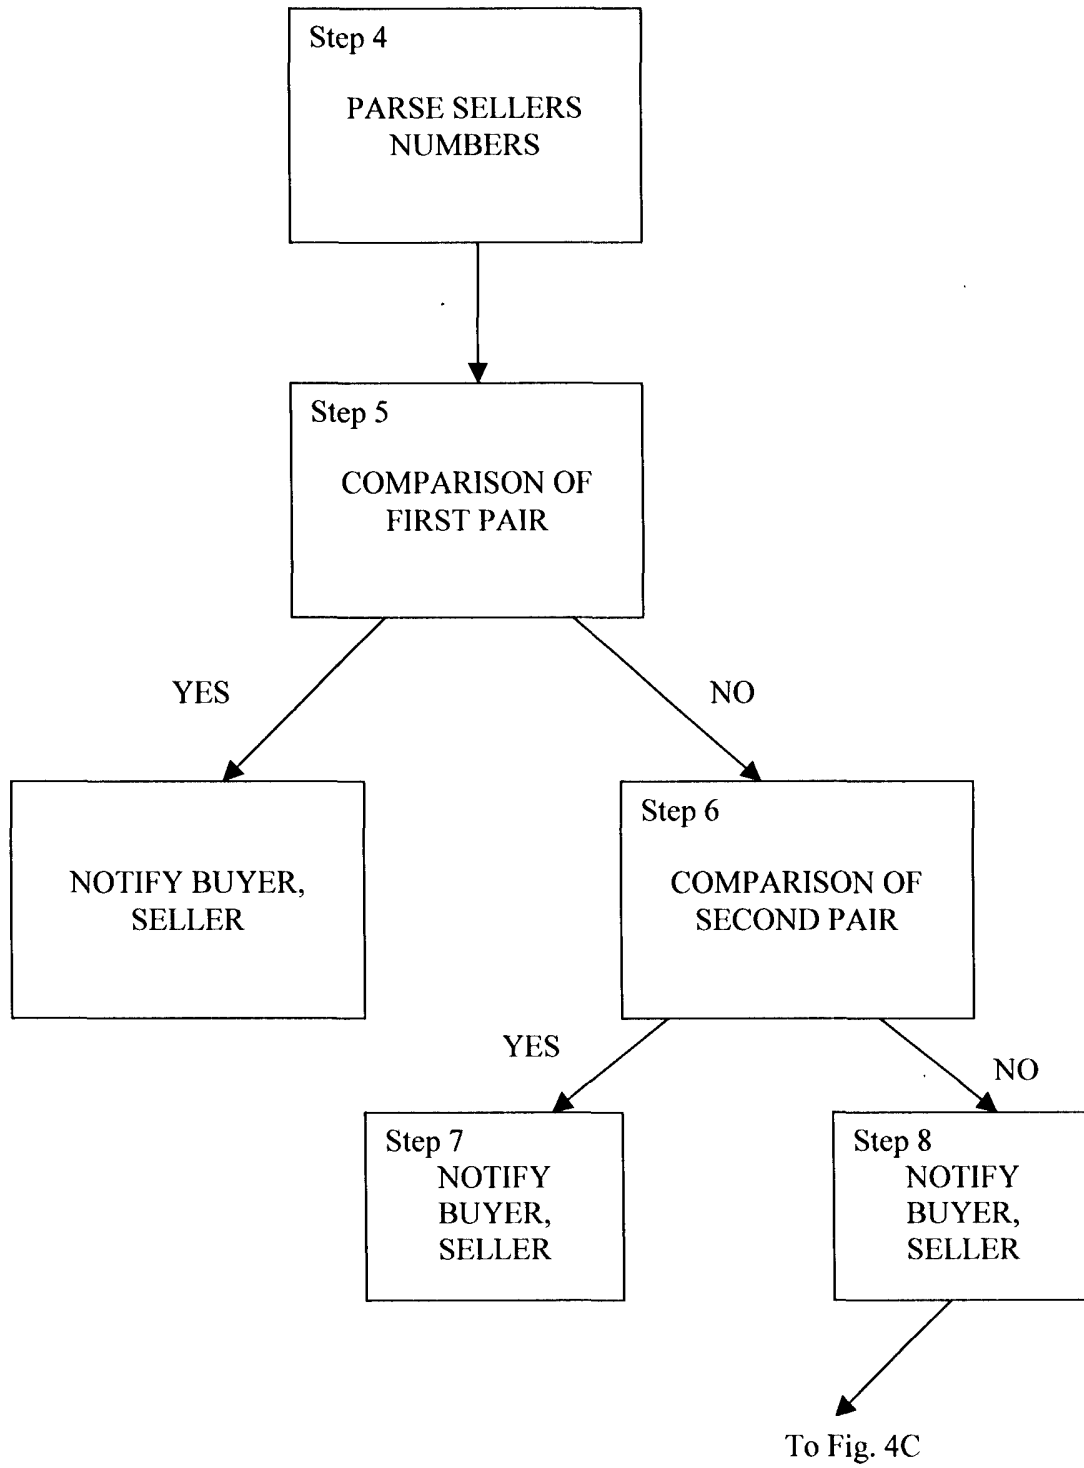 Step 4
PARSE SELLERS
NUMBERS
Step 5
COMPARISON OF
FIRST PAIR
YES
NO
NOTIFY BUYER,
SELLER
Step 6
COMPARISON OF
SECOND PAIR
YES
NO
Step 7
NOTIFY
BUYER,
SELLER
Step 8
NOTIFY
BUYER,
SELLER
To Fig. 4C